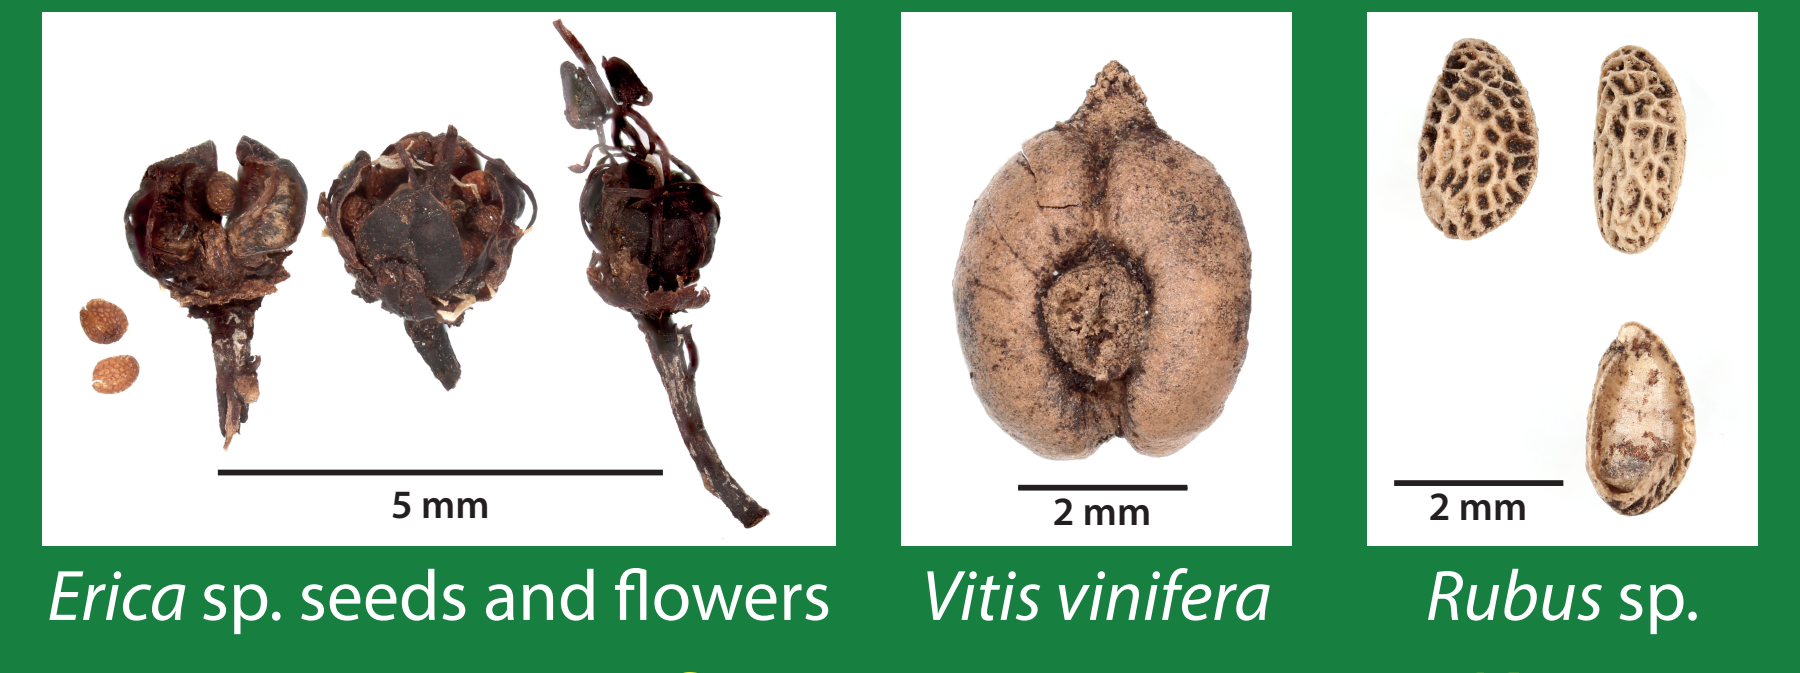 5 mm
2 mm
2 mm
Erica sp. seeds and flowers
Vitis vinifera
Rubus sp.